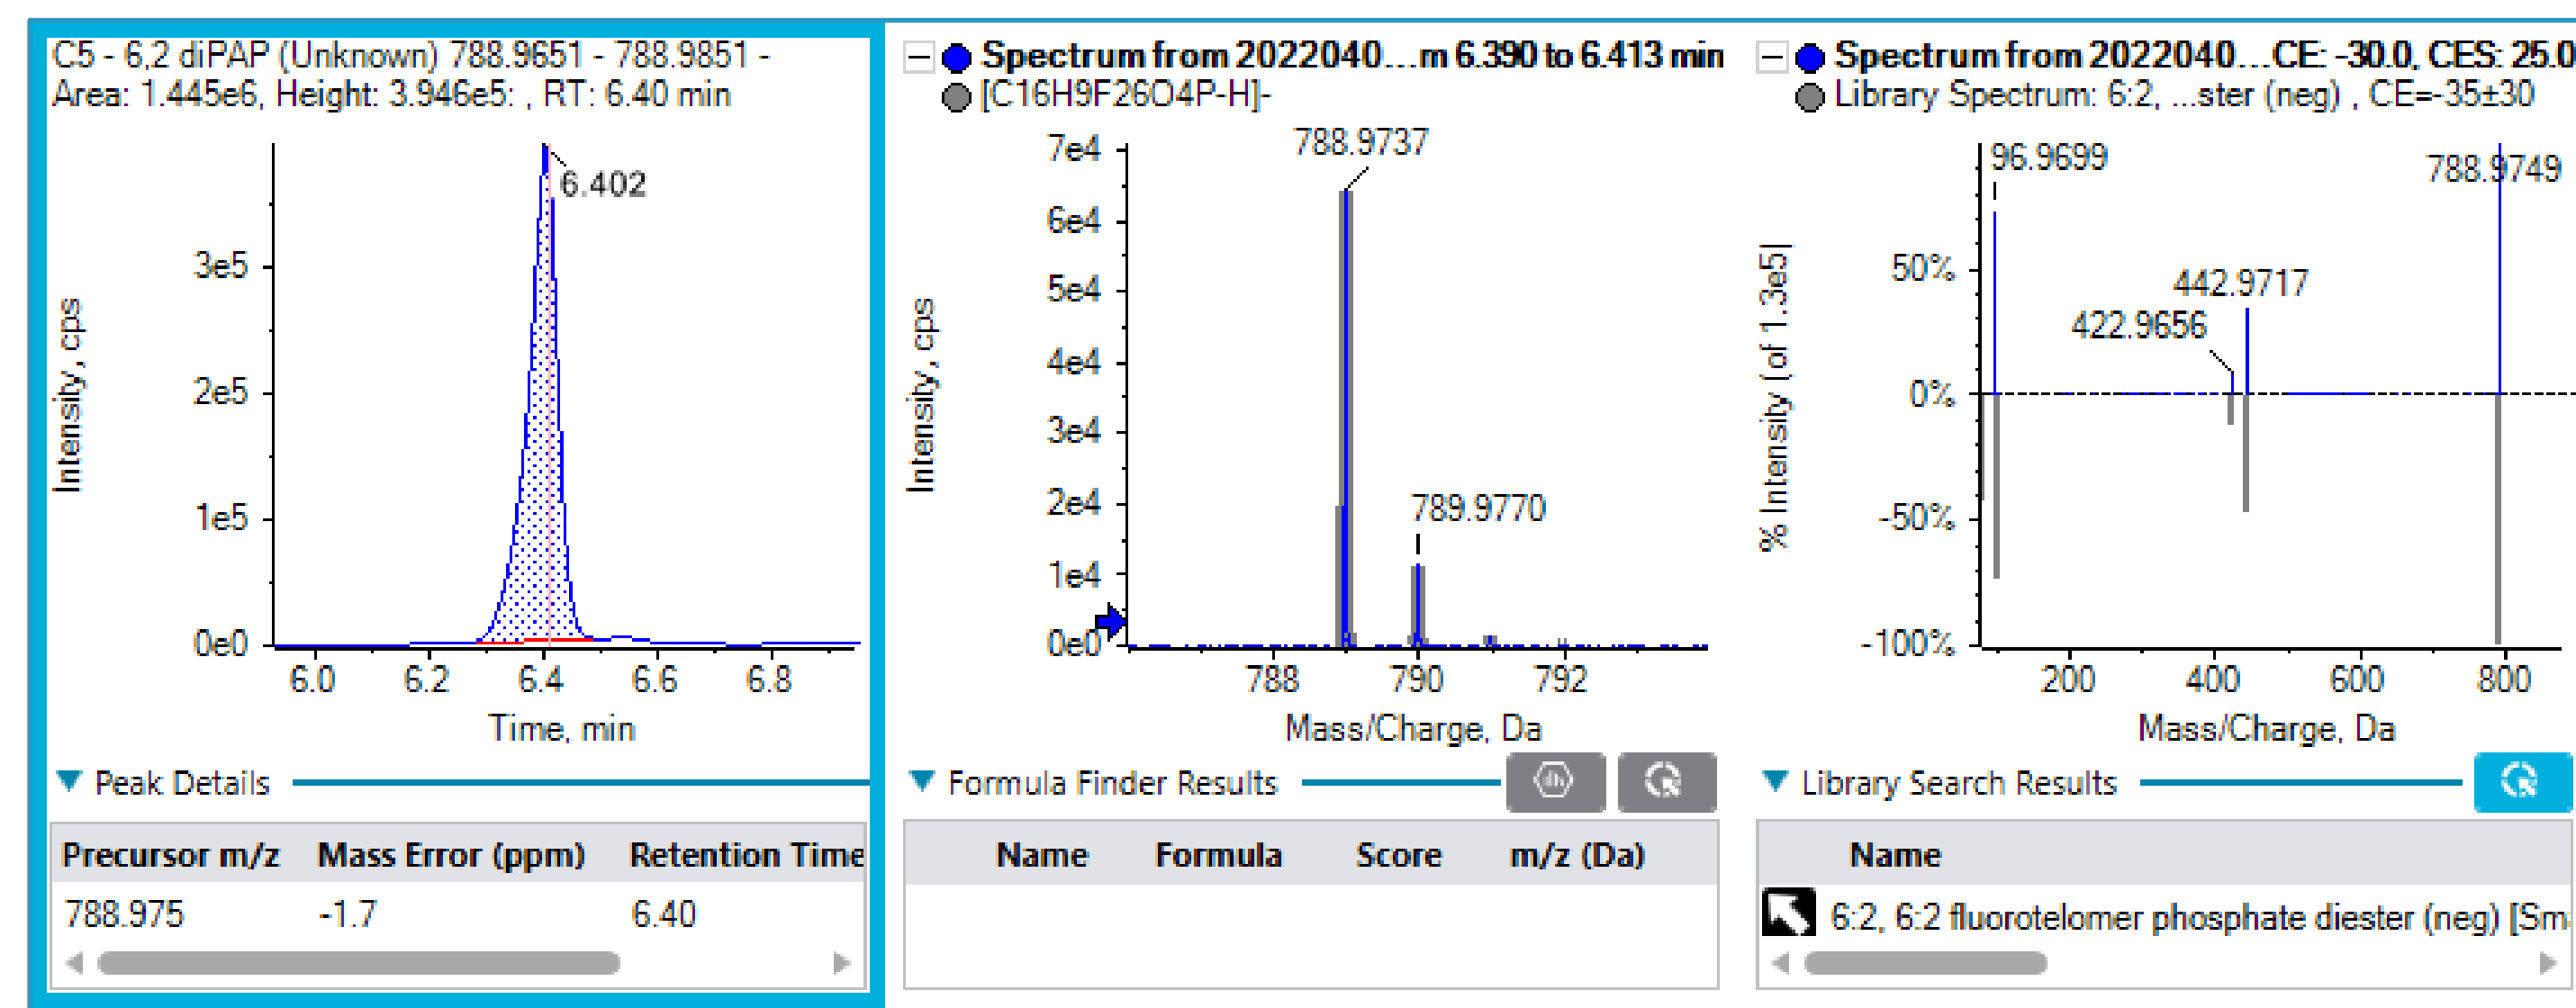 C5 - 6,2 diPAP (Unknown) 788.9651 - 788.9851 -
Area: 1.445e6, Height: 3.946e5: , RT: 6.40 min
6.402
3e5
2e5
1e5
0e0
Intensity, cps
6.0 6.2 6.4 6.6 6.8
Time, min
Peak Details
Precursor m/z Mass Error (ppm) Retention Time
788.975 -1.7 6.40
Spectrum from 2022040...m 6.390 to 6.413 min
[C16H9F26O4P-H]-
788.9737
7e4
6e4
5e4
4e4
3e4
2e4
1e4
0e0
789.9770
Intensity, cps
788 790 792
Mass/Charge, Da
Formula Finder Results
Name Formula Score m/z (Da)
Spectrum from 2022040...CE: -30.0, CES: 25.0
Library Spectrum: 6:2, ...ster (neg) , CE=-35±30
96.9699
788.9749
442.9717
422.9656
50%
0%
-50%
-100%
% Intensity (of 1.3e5)
200 400 600 800
Mass/Charge, Da
Library Search Results
Name
6:2, 6:2 fluorotelomer phosphate diester (neg) [Sm